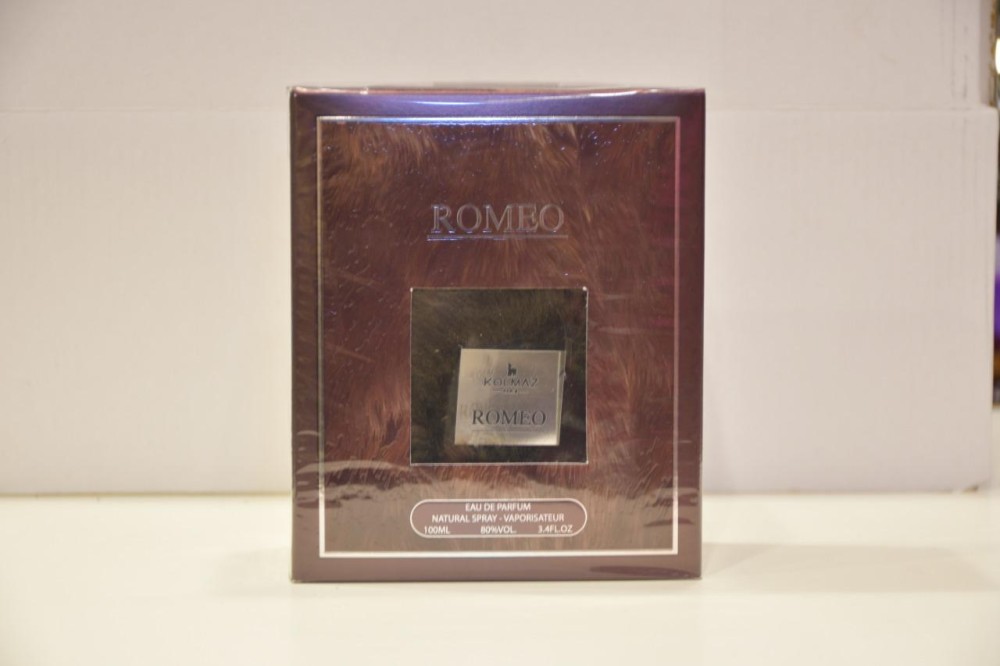 ROMEO
KOLMAZ
ROMEO
EAU DE PARFUM
NATURAL SPRAY - VAPORISATEUR
100ML 80%VOL. 3.4FL.OZ